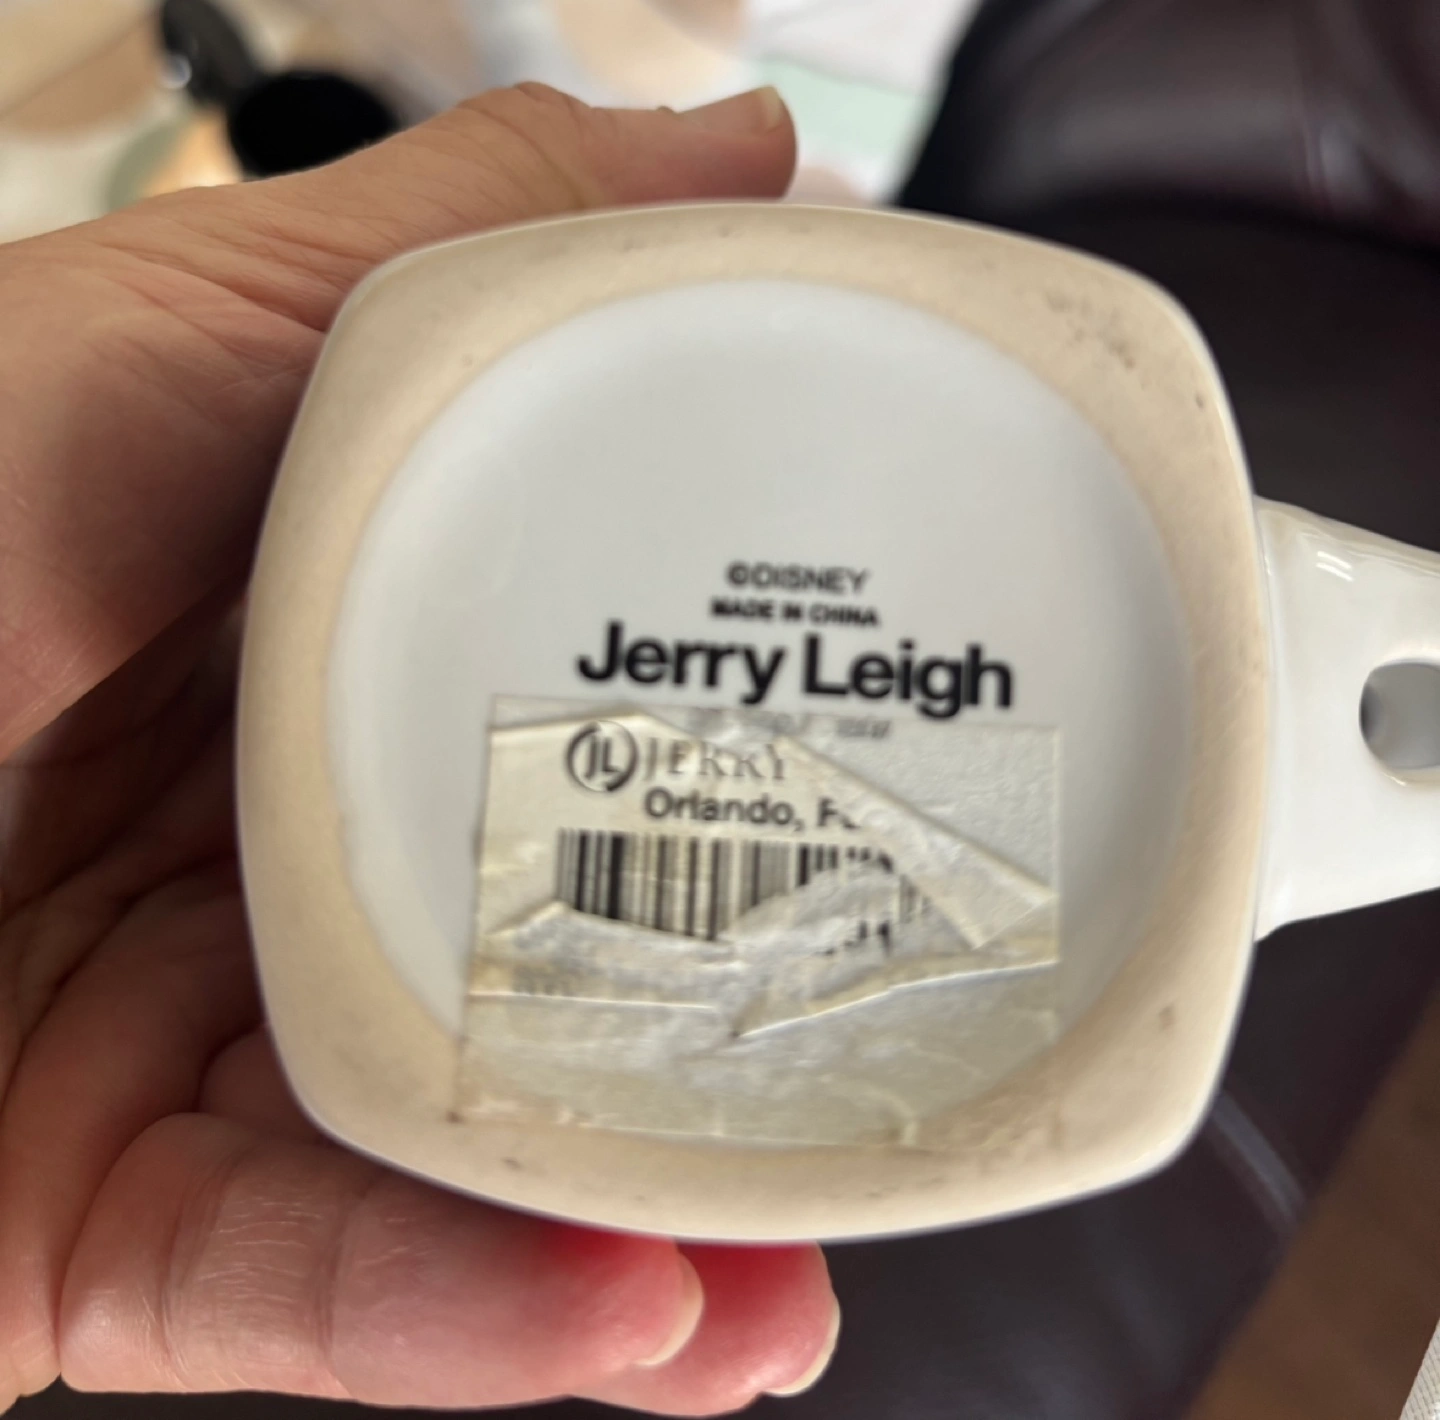 ©DISNEY
MADE IN CHINA
Jerry Leigh
JL JERRY
Orlando,